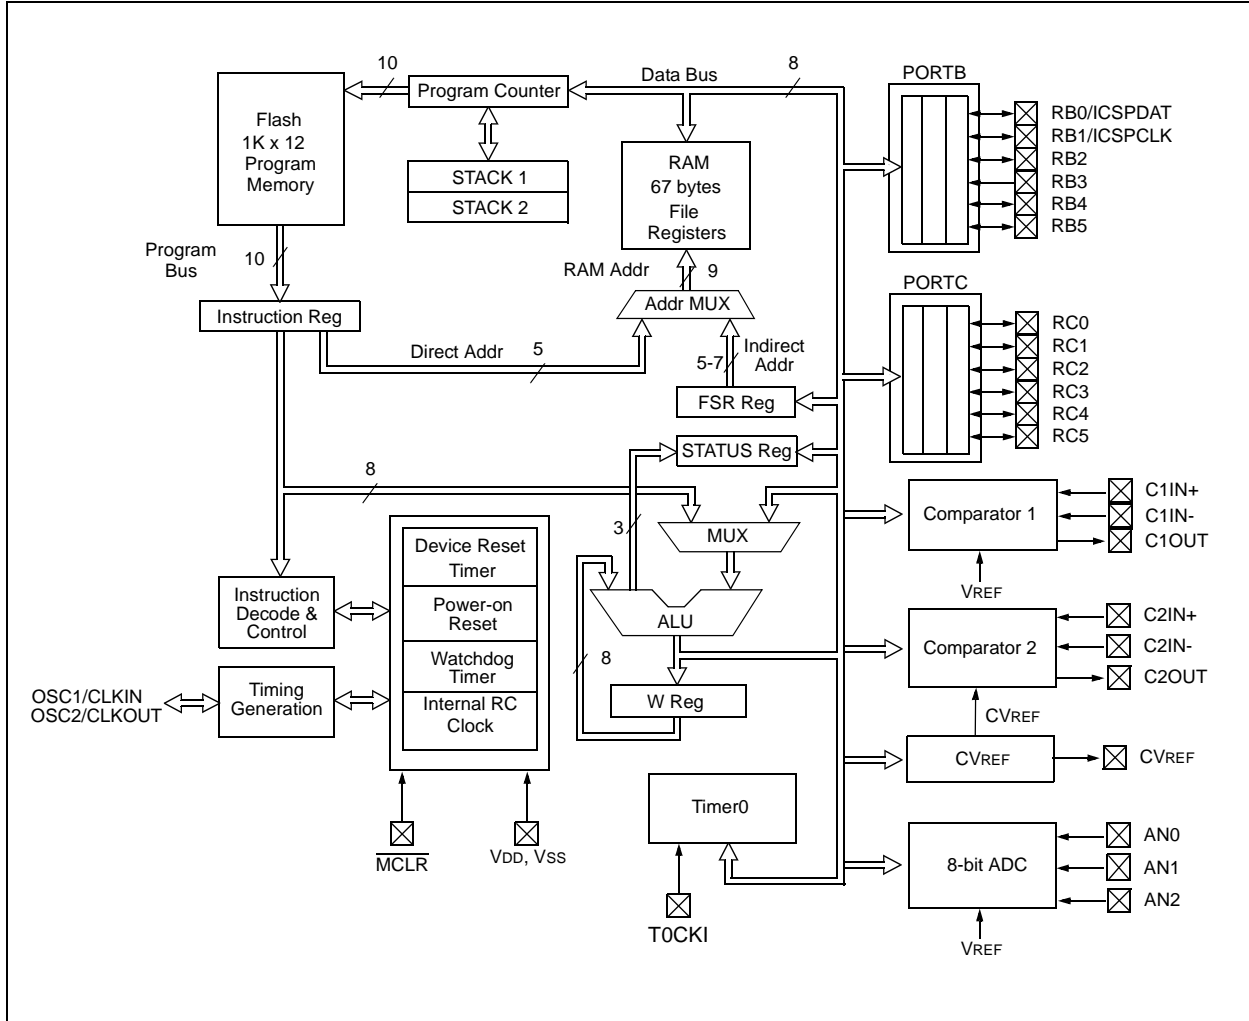 10
Data Bus
8
PORTB
Flash
1K x 12
Program
Memory
Program Counter
STACK 1
STACK 2
RAM
67 bytes
File
Registers
RB0/ICSPDAT
RB1/ICSPCLK
RB2
RB3
RB4
RB5
Program
Bus
10
RAM Addr
9
PORTC
Instruction Reg
Addr MUX
Direct Addr
5
5-7
Indirect
Addr
RC0
RC1
RC2
RC3
RC4
RC5
FSR Reg
STATUS Reg
8
3
MUX
Comparator 1
C1IN+
C1IN-
C1OUT
VREF
Device Reset
Timer
Power-on
Reset
Watchdog
Timer
Internal RC
Clock
Instruction
Decode &
Control
ALU
8
W Reg
Comparator 2
C2IN+
C2IN-
C2OUT
CVREF
OSC1/CLKIN
OSC2/CLKOUT
Timing
Generation
CVREF
CVREF
MCLR
VDD, VSS
Timer0
T0CKI
8-bit ADC
AN0
AN1
AN2
VREF